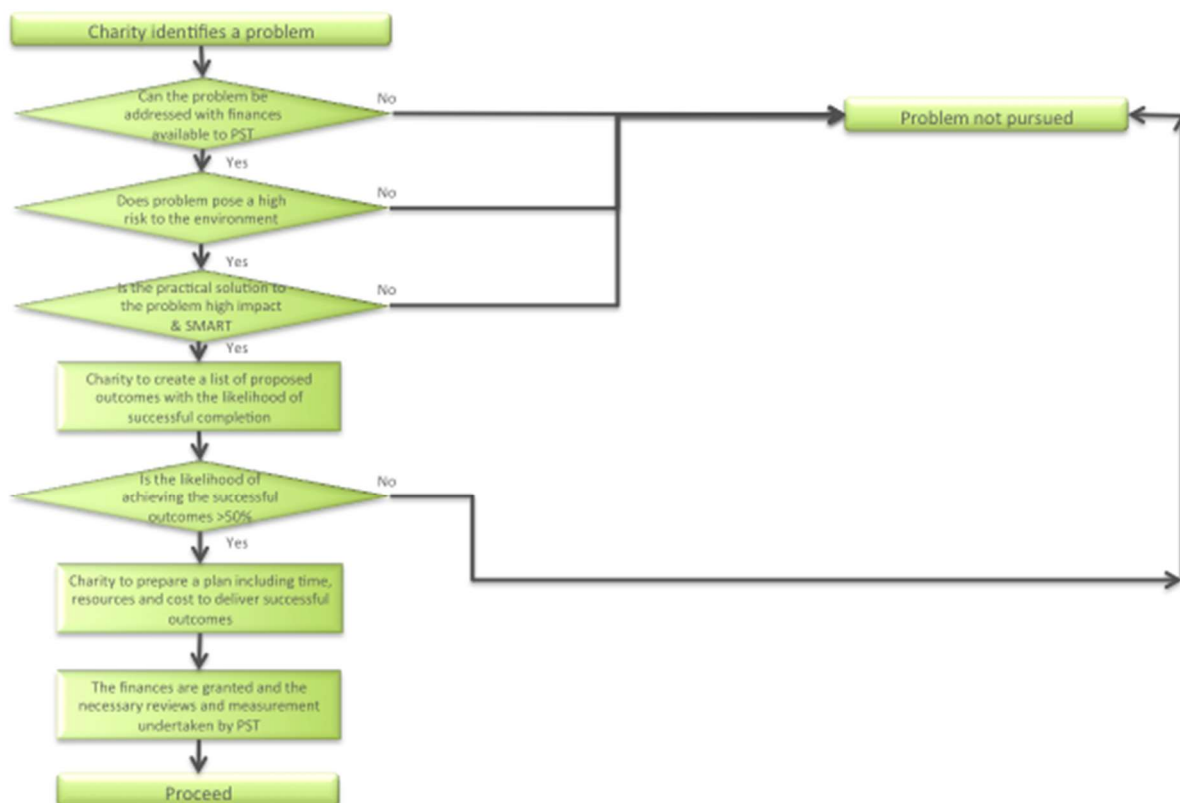 Charity identifies a problem
Can the problem be
addressed with finances
available to PST
No
Problem not pursued
Yes
Does problem pose a high
risk to the environment
No
Yes
Is the practical solution to
the problem high impact
& SMART
No
Yes
Charity to create a list of proposed
outcomes with the likelihood of
successful completion
Is the likelihood of
achieving the successful
outcomes >50%
No
Yes
Charity to prepare a plan including time,
resources and cost to deliver successful
outcomes
The finances are granted and the
necessary reviews and measurement
undertaken by PST
Proceed